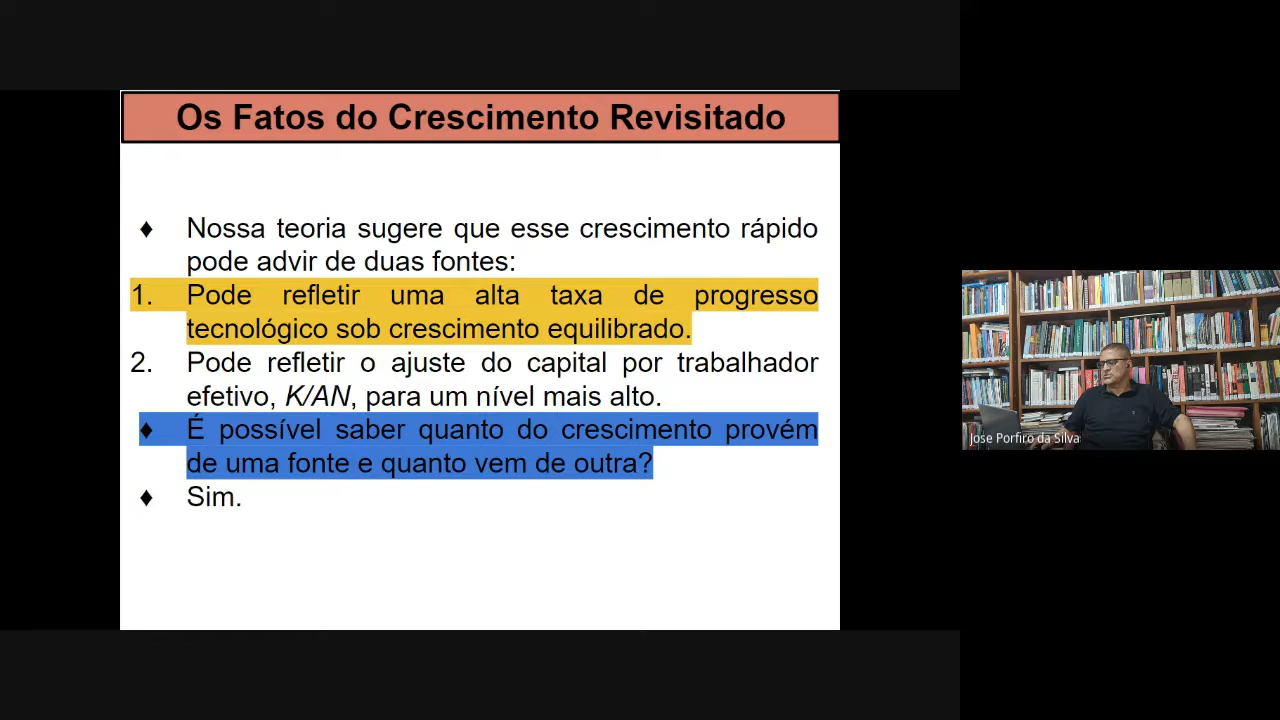 Os Fatos do Crescimento Revisitado
♦ Nossa teoria sugere que esse crescimento rápido
pode advir de duas fontes:
1. Pode refletir uma alta taxa de progresso
tecnológico sob crescimento equilibrado.
2. Pode refletir o ajuste do capital por trabalhador
efetivo, K/AN, para um nível mais alto.
♦ É possível saber quanto do crescimento provém
de uma fonte e quanto vem de outra?
♦ Sim.
Jose Porfiro da Silva